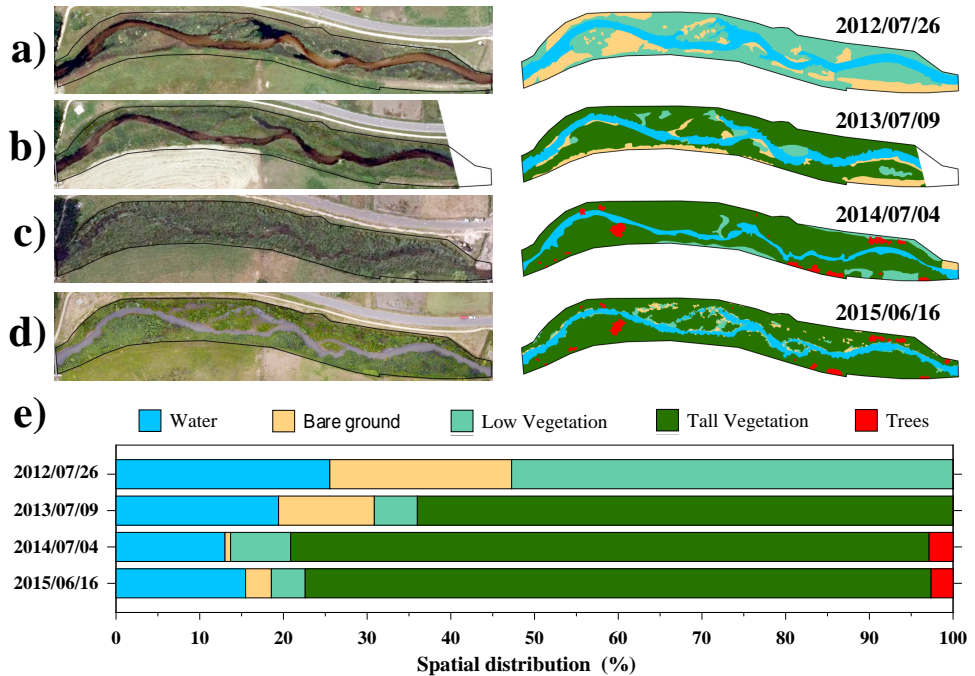 a)
2012/07/26
b)
2013/07/09
c)
2014/07/04
d)
2015/06/16
e)
Water Bare ground Low Vegetation Tall Vegetation Trees
2012/07/26
2013/07/09
2014/07/04
2015/06/16
0 10 20 30 40 50 60 70 80 90 100
Spatial distribution (%)